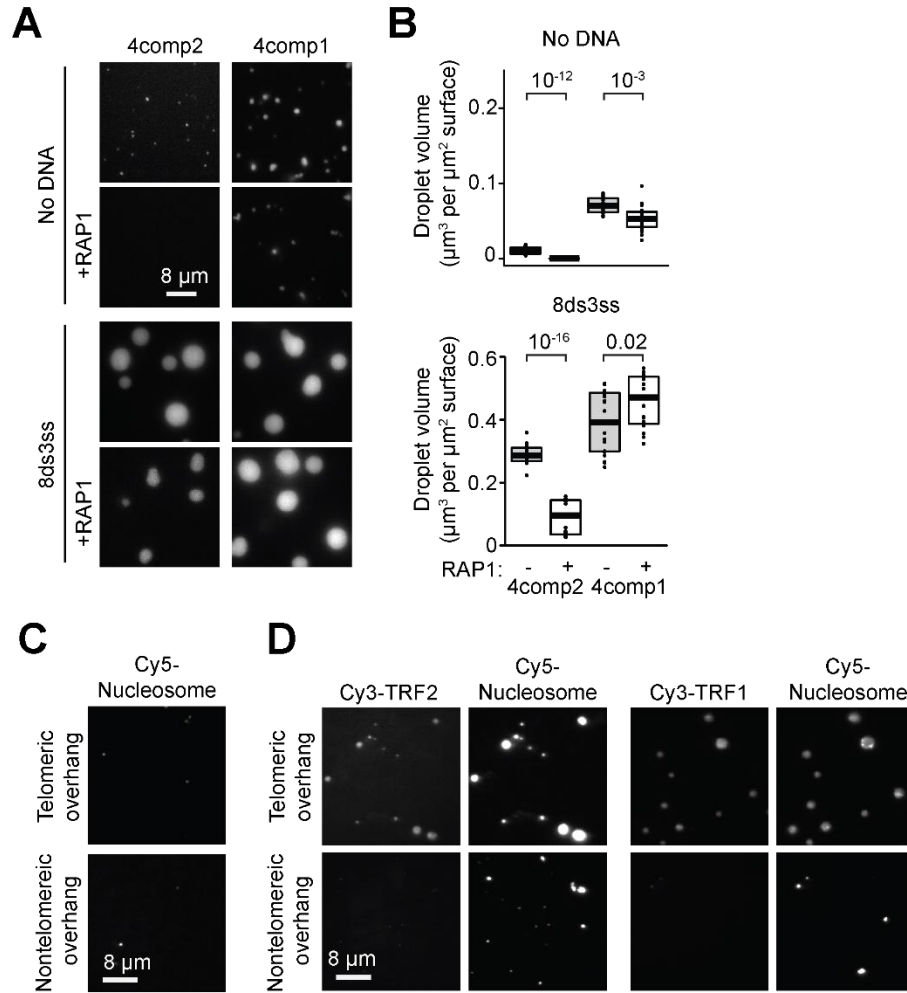 A
4comp2
4comp1
No DNA
+RAP1
8 µm
8ds3ss
+RAP1
B
No DNA
10-12
10-3
Droplet volume
(µm3 per µm2 surface)
0.2
0.1
0
8ds3ss
10-16
0.02
Droplet volume
(µm3 per µm2 surface)
0.6
0.4
0.2
0
RAP1: - + - +
4comp2 4comp1
C
Cy5-
Nucleosome
Telomeric
overhang
Nontelomereic
overhang
8 µm
D
Cy3-TRF2
Cy5-
Nucleosome
Cy3-TRF1
Cy5-
Nucleosome
Telomeric
overhang
Nontelomereic
overhang
8 µm